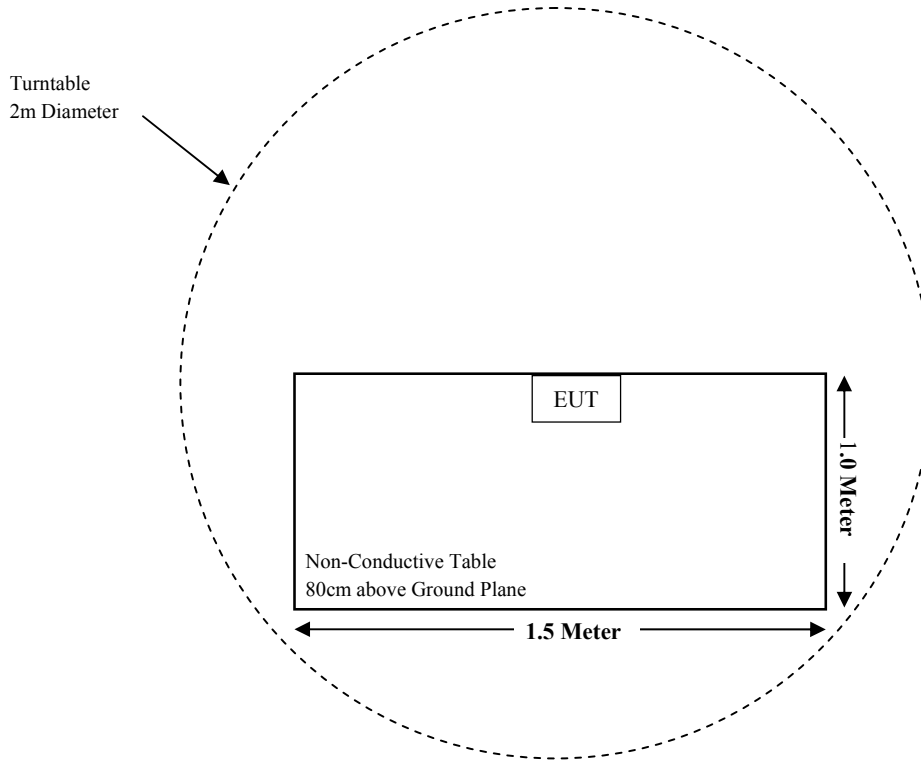 Turntable
2m Diameter
EUT
1.0 Meter
Non-Conductive Table
80cm above Ground Plane
1.5 Meter